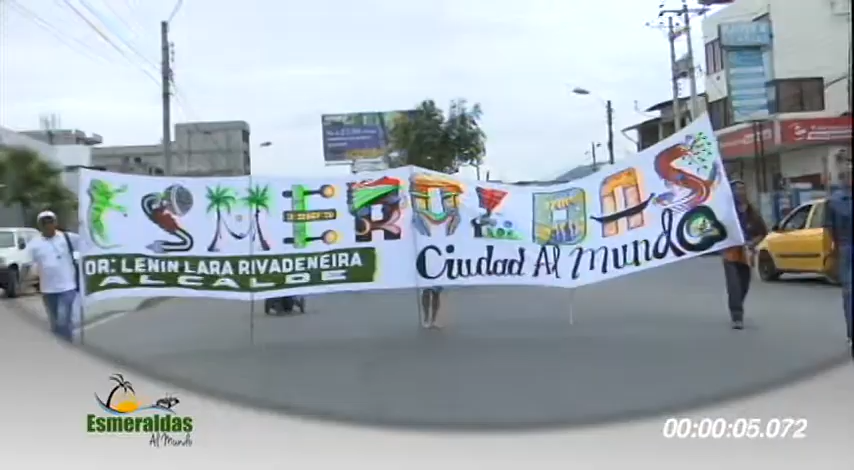 ESMERALDAS
DR: LENIN LARA RIVADENEIRA
ALCALDE
Ciudad Al Mundo
Esmeraldas
Al Mundo
00:00:05.072